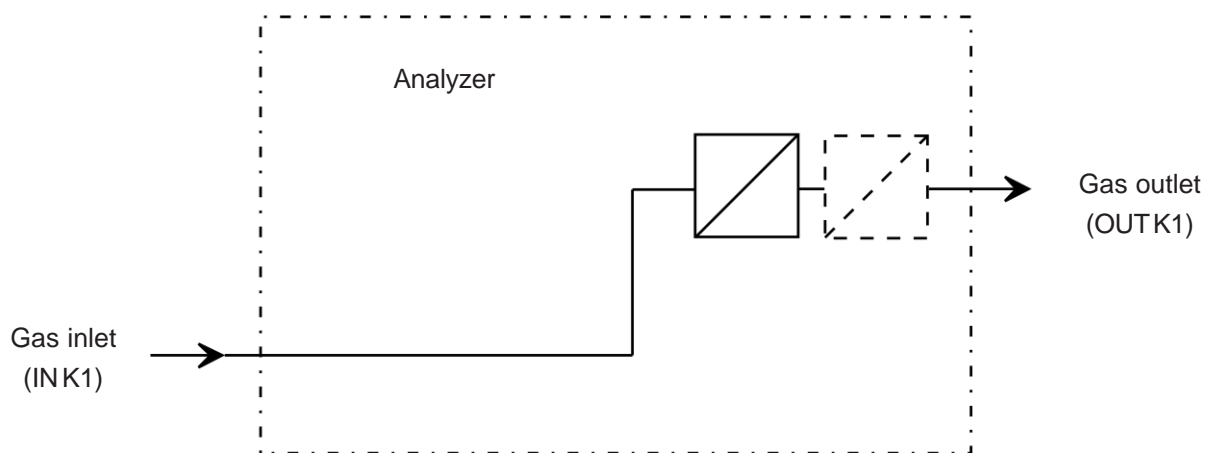 Analyzer
Gas outlet
(OUT K1)
Gas inlet
(IN K1)